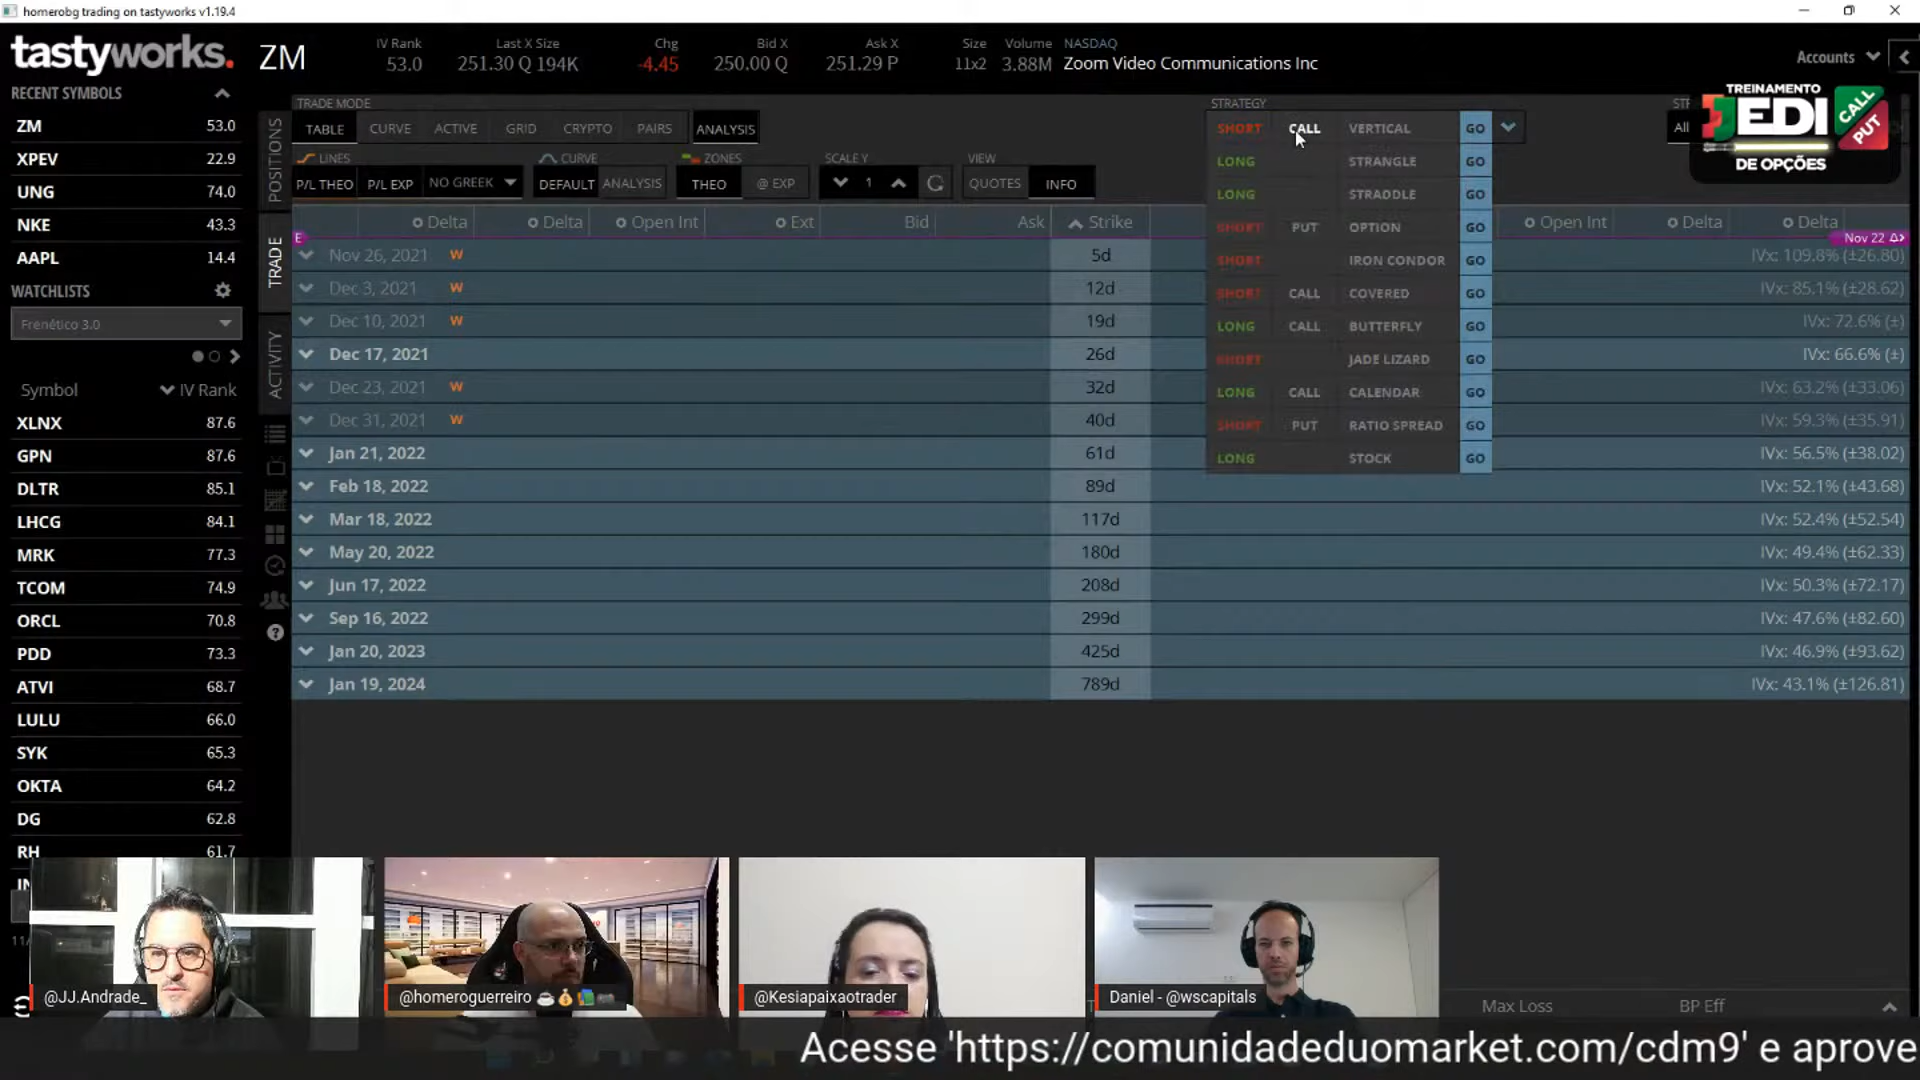 homerobg trading on tastyworks v1.19.4
tastyworks.
ZM
IV Rank
53.0
Last X Size
251.30 Q 194K
Chg
-4.45
Bid X
250.00 Q
Ask X
251.29 P
Size
11x2
Volume
3.88M
NASDAQ
Zoom Video Communications Inc
Accounts
RECENT SYMBOLS
ZM 53.0
XPEV 22.9
UNG 74.0
NKE 43.3
AAPL 14.4
WATCHLISTS
Frenético 3.0
Symbol IV Rank
XLNX 87.6
GPN 87.6
DLTR 85.1
LHCG 84.1
MRK 77.3
TCOM 74.9
ORCL 70.8
PDD 73.3
ATVI 68.7
LULU 66.0
SYK 65.3
OKTA 64.2
DG 62.8
RH 61.7
POSITIONS
TRADE
ACTIVITY
TRADE MODE
TABLE CURVE ACTIVE GRID CRYPTO PAIRS ANALYSIS
LINES CURVE ZONES SCALE Y VIEW
P/L THEO P/L EXP NO GREEK DEFAULT ANALYSIS THEO @ EXP 1 QUOTES INFO
STRATEGY
SHORT CALL VERTICAL GO
LONG STRANGLE GO
LONG STRADDLE GO
SHORT PUT OPTION GO
SHORT IRON CONDOR GO
SHORT CALL COVERED GO
LONG CALL BUTTERFLY GO
SHORT JADE LIZARD GO
LONG CALL CALENDAR GO
SHORT PUT RATIO SPREAD GO
LONG STOCK GO
All
TREINAMENTO
JEDI
DE OPÇÕES
CALL
PUT
Delta Delta Open Int Ext Bid Ask Strike Open Int Delta Delta
E Nov 22
Nov 26, 2021 W 5d IVx: 109.8% (±26.80)
Dec 3, 2021 W 12d IVx: 85.1% (±28.62)
Dec 10, 2021 W 19d IVx: 72.6% (±)
Dec 17, 2021 26d IVx: 66.6% (±)
Dec 23, 2021 W 32d IVx: 63.2% (±33.06)
Dec 31, 2021 W 40d IVx: 59.3% (±35.91)
Jan 21, 2022 61d IVx: 56.5% (±38.02)
Feb 18, 2022 89d IVx: 52.1% (±43.68)
Mar 18, 2022 117d IVx: 52.4% (±52.54)
May 20, 2022 180d IVx: 49.4% (±62.33)
Jun 17, 2022 208d IVx: 50.3% (±72.17)
Sep 16, 2022 299d IVx: 47.6% (±82.60)
Jan 20, 2023 425d IVx: 46.9% (±93.62)
Jan 19, 2024 789d IVx: 43.1% (±126.81)
@JJ.Andrade_
@homeroguerreiro
@Kesiapaixaotrader
Daniel - @wscapitals
Max Loss
BP Eff
Acesse 'https://comunidadeduomarket.com/cdm9' e aprove